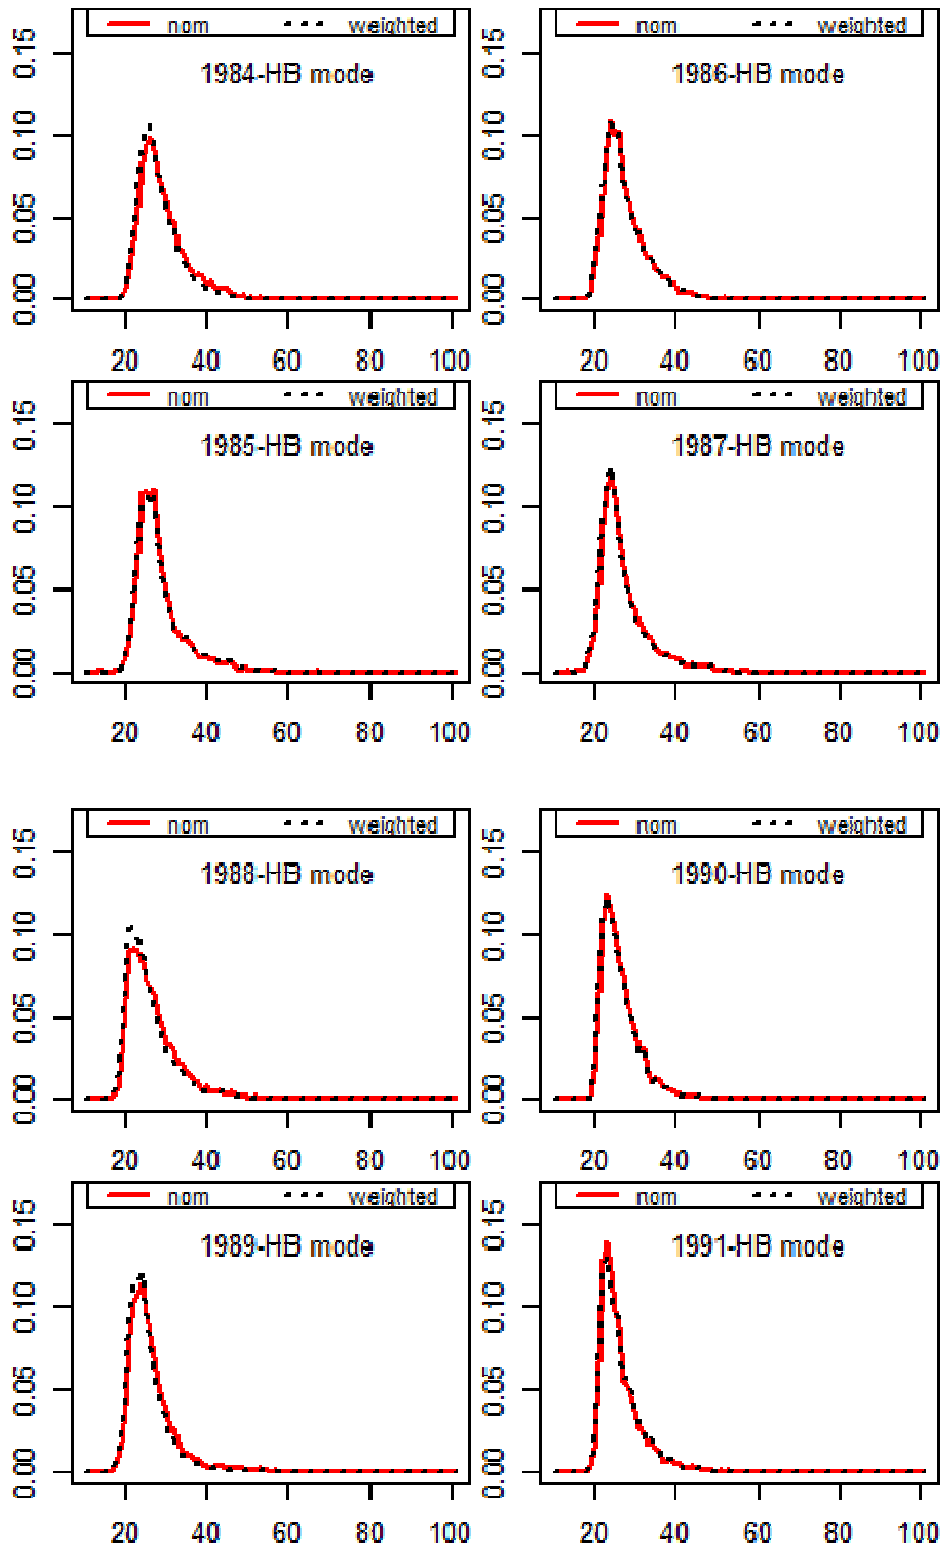 nom weighted
1984-HB mode
0.15
0.10
0.05
0.00
20 40 60 80 100
nom weighted
1986-HB mode
0.15
0.10
0.05
0.00
20 40 60 80 100
nom weighted
1985-HB mode
0.15
0.10
0.05
0.00
20 40 60 80 100
nom weighted
1987-HB mode
0.15
0.10
0.05
0.00
20 40 60 80 100
nom weighted
1988-HB mode
0.15
0.10
0.05
0.00
20 40 60 80 100
nom weighted
1990-HB mode
0.15
0.10
0.05
0.00
20 40 60 80 100
nom weighted
1989-HB mode
0.15
0.10
0.05
0.00
20 40 60 80 100
nom weighted
1991-HB mode
0.15
0.10
0.05
0.00
20 40 60 80 100